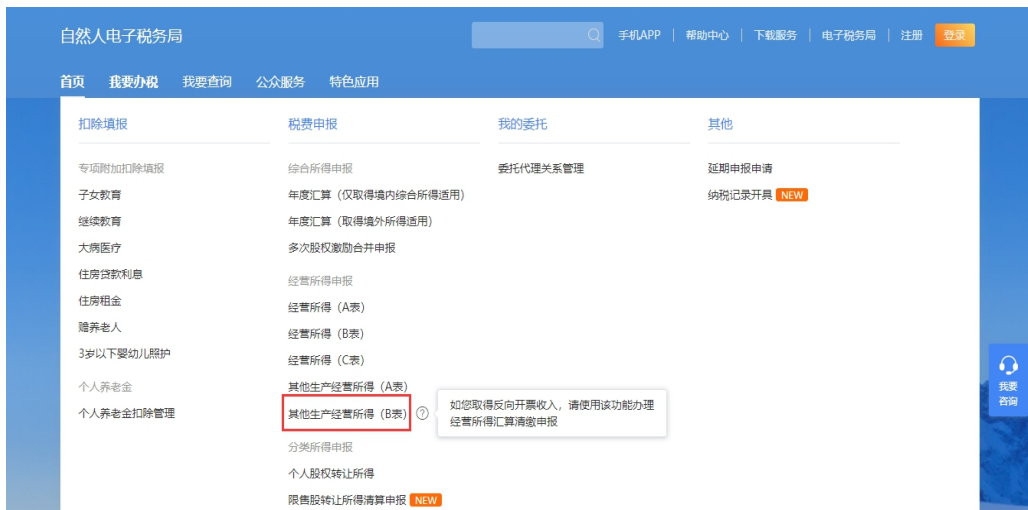 自然人电子税务局
手机APP | 帮助中心 | 下载服务 | 电子税务局 | 注册 登录
首页 我要办税 我要查询 公众服务 特色应用
扣除填报
专项附加扣除填报
子女教育
继续教育
大病医疗
住房贷款利息
住房租金
赡养老人
3岁以下婴幼儿照护
个人养老金
个人养老金扣除管理
税费申报
综合所得申报
年度汇算（仅取得境内综合所得适用）
年度汇算（取得境外所得适用）
多次股权激励合并申报
经营所得申报
经营所得（A表）
经营所得（B表）
经营所得（C表）
其他生产经营所得（A表）
其他生产经营所得（B表） ?
如您取得反向开票收入，请使用该功能办理
经营所得汇算清缴申报
分类所得申报
个人股权转让所得
限售股转让所得清算申报 NEW
我的委托
委托代理关系管理
其他
延期申报申请
纳税记录开具 NEW
我要
咨询